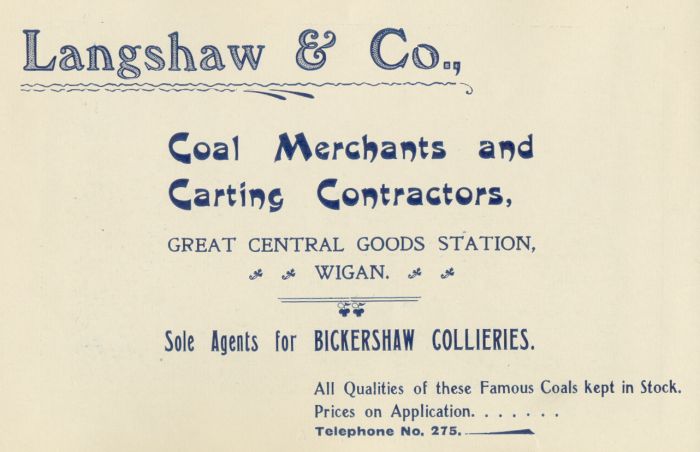 Langshaw & Co.,
Coal Merchants and
Carting Contractors,
GREAT CENTRAL GOODS STATION,
WIGAN.
Sole Agents for BICKERSHAW COLLIERIES.
All Qualities of these Famous Coals kept in Stock.
Prices on Application. . . . . . .
Telephone No. 275.